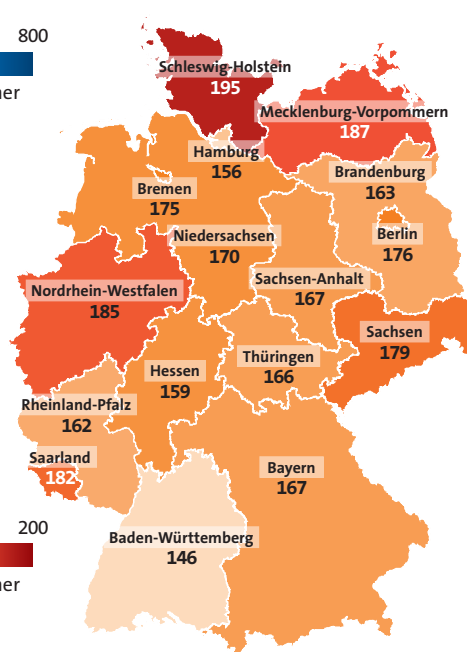 800
ner
Schleswig-Holstein
195
Mecklenburg-Vorpommern
187
Hamburg
156
Brandenburg
163
Bremen
175
Niedersachsen
170
Berlin
176
Sachsen-Anhalt
167
Nordrhein-Westfalen
185
Sachsen
179
Thüringen
166
Hessen
159
Rheinland-Pfalz
162
Saarland
182
Bayern
167
200
Baden-Württemberg
146
ner